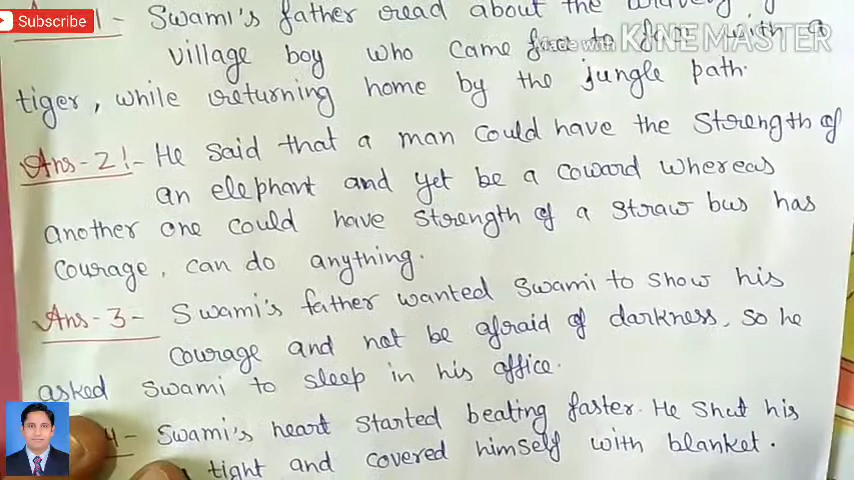 Subscribe
Swami's father read about the bravery of
village boy who came face to face with a
tiger, while returning home by the jungle path.
Made with KINEMASTER
Ans-2!- He said that a man could have the strength of
an elephant and yet be a coward whereas
another one could have strength of a straw bus has
courage, can do anything.
Ans-3- Swami's father wanted Swami to show his
courage and not be afraid of darkness, so he
asked Swami to sleep in his office.
4- Swami's heart started beating faster. He shut his
tight and covered himself with blanket.